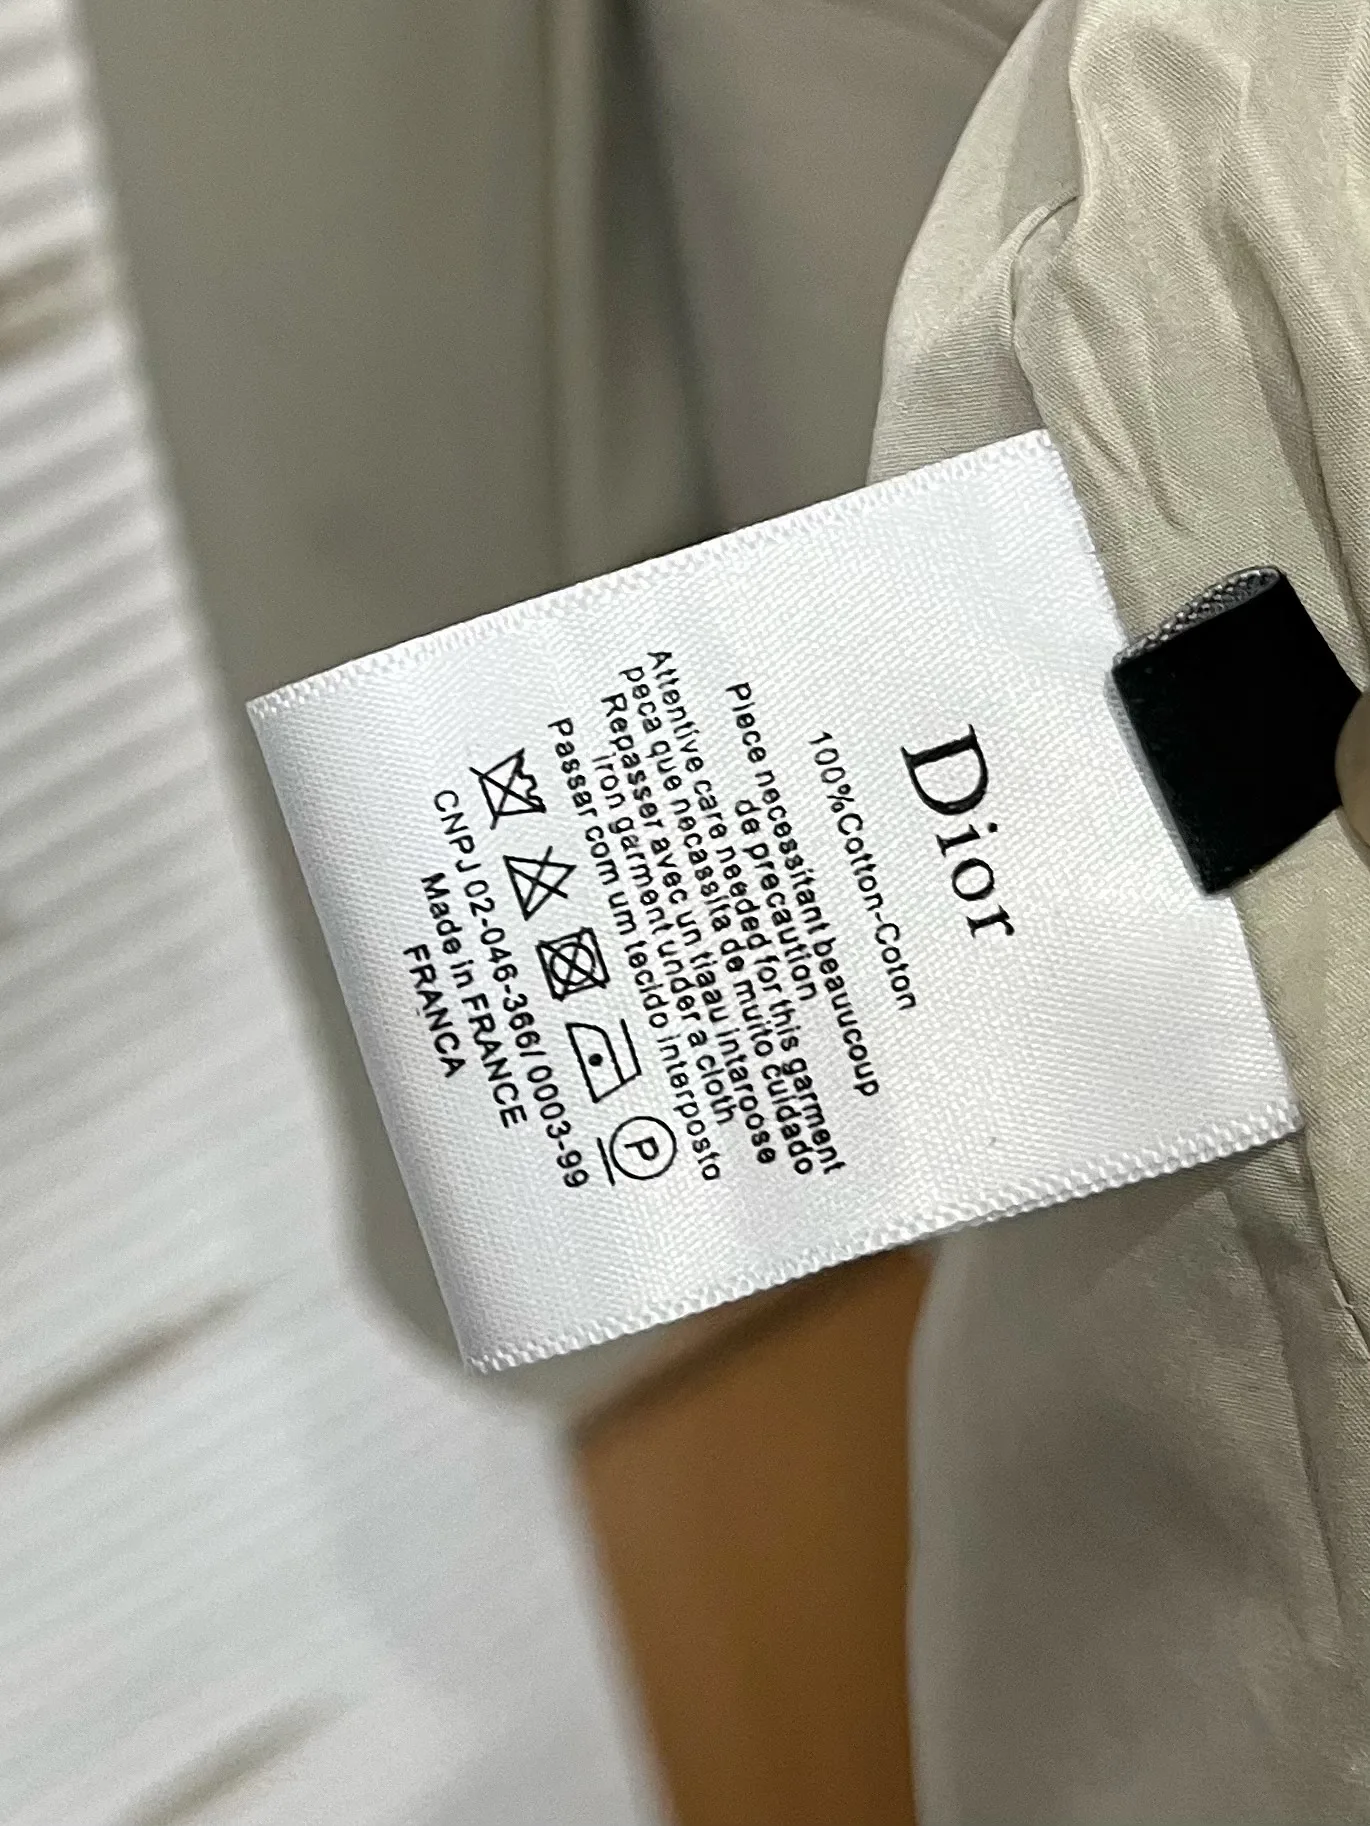 Dior
100%Cotton-Coton
Piece necessitant beauucoup
de precaution
Attentive care needed for this garment
peca que necassita de muito cuidado
Repasser avec un tiaau intaroose
iron garment under a cloth
Passar com um tecido interposto
P
CNPJ 02-046-366/0003-99
Made in FRANCE
FRANCA